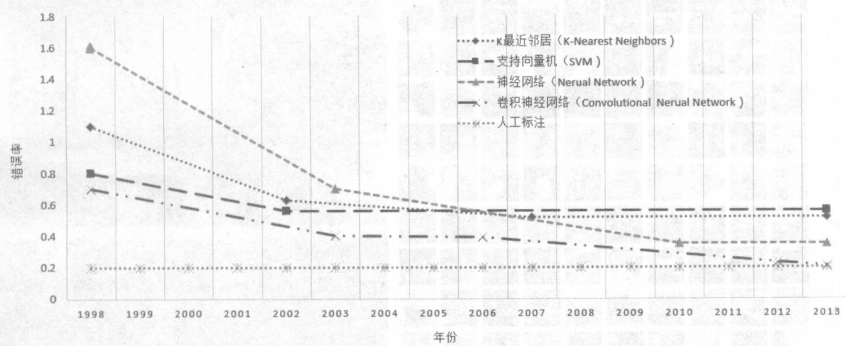 1.8
1.6
1.4
1.2
1
0.8
0.6
0.4
0.2
0
错误率
K最近邻居（K-Nearest Neighbors）
支持向量机（SVM）
神经网络（Nerual Network）
卷积神经网络（Convolutional Nerual Network）
人工标注
1998 1999 2000 2001 2002 2003 2004 2005 2006 2007 2008 2009 2010 2011 2012 2013
年份